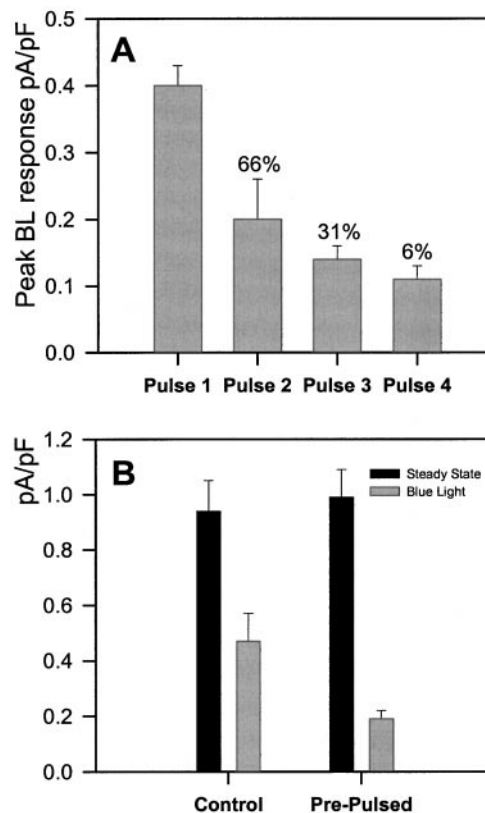 A
Peak BL response pA/pF
0.5
0.4
0.3
0.2
0.1
0.0
66%
31%
6%
Pulse 1 Pulse 2 Pulse 3 Pulse 4
B
pA/pF
1.2
1.0
0.8
0.6
0.4
0.2
0.0
Steady State
Blue Light
Control Pre-Pulsed